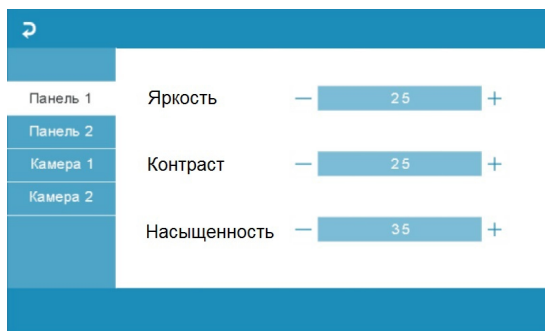 Панель 1
Панель 2
Камера 1
Камера 2
Яркость — 25 +
Контраст — 25 +
Насыщенность — 35 +